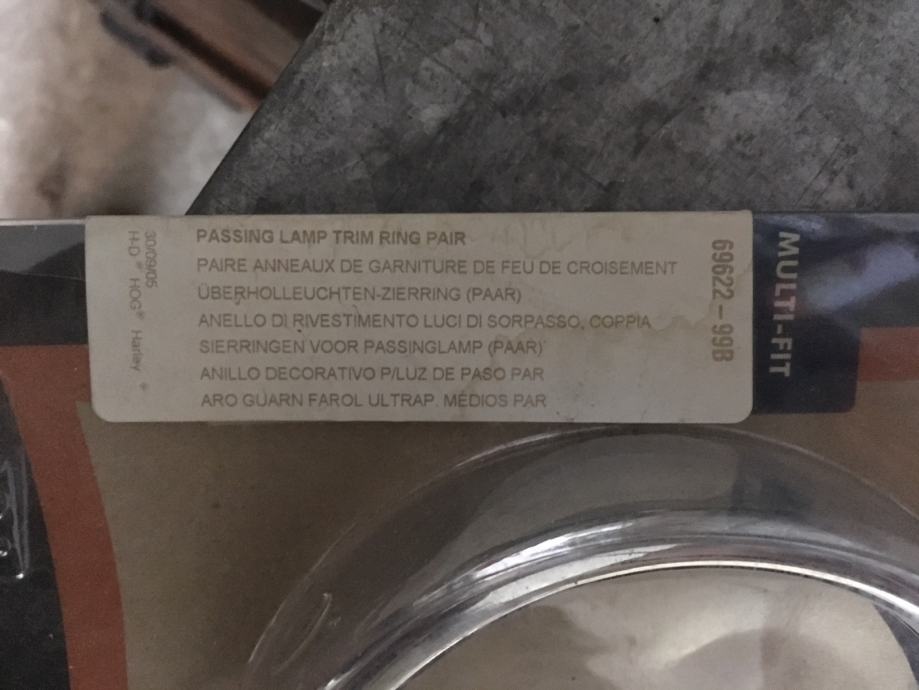 PASSING LAMP TRIM RING PAIR
PAIRE ANNEAUX DE GARNITURE DE FEU DE CROISEMENT
ÜBERHOLLEUCHTEN-ZIERRING (PAAR)
ANELLO DI RIVESTIMENTO LUCI DI SORPASSO, COPPIA
SIERRINGEN VOOR PASSINGLAMP (PAAR)
ANILLO DECORATIVO P/LUZ DE PASO PAR
ARO GUARN FAROL ULTRAP. MÉDIOS PAR
30/09/05
H-D® HOG® Harley®
69622-99B
MULTI-FIT